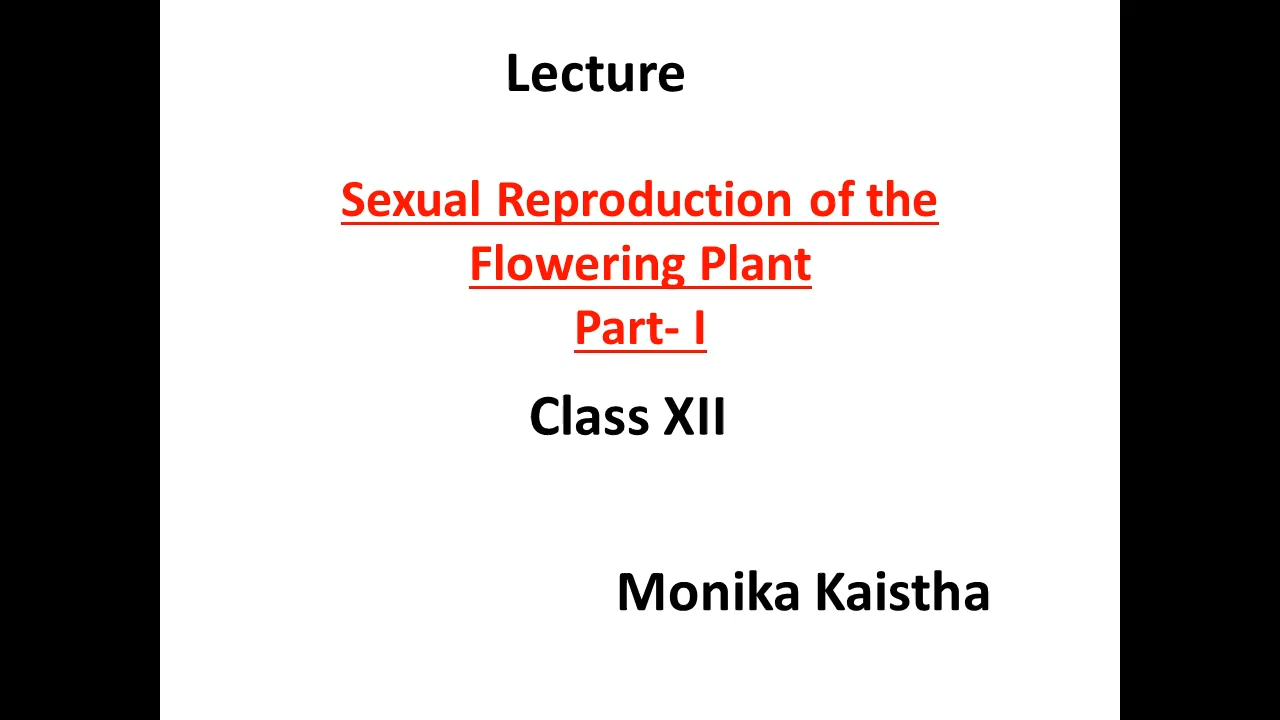 Lecture
Sexual Reproduction of the
Flowering Plant
Part- I
Class XII
Monika Kaistha